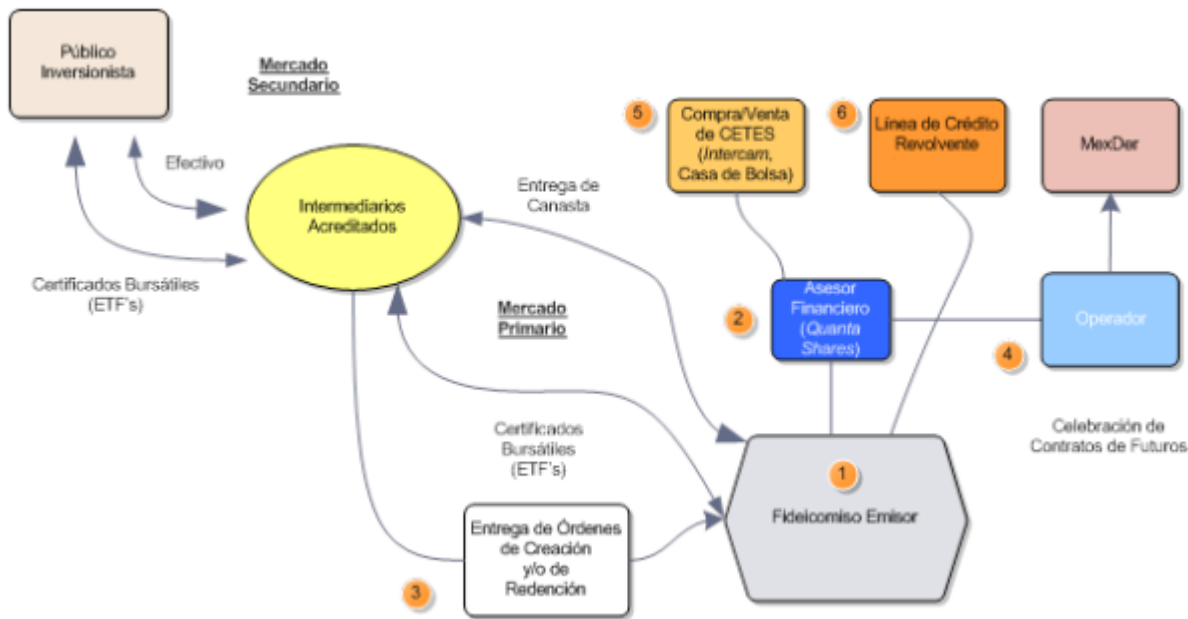 Público
Inversionista
Mercado
Secundario
Efectivo
Certificados Bursátiles
(ETF's)
Intermediarios
Acreditados
Entrega de
Canasta
5
Compra/Venta
de CETES
(Intercam,
Casa de Bolsa)
6
Línea de Crédito
Revolvente
MexDer
Mercado
Primario
2
Asesor
Financiero
(Quanta
Shares)
Operador
4
Celebración de
Contratos de Futuros
Certificados
Bursátiles
(ETF's)
1
Fideicomiso Emisor
Entrega de Órdenes
de Creación
y/o de
Redención
3